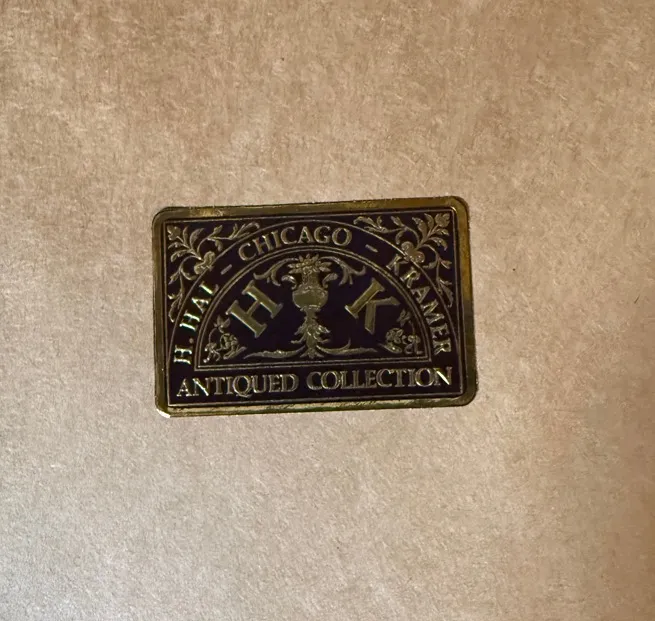 H. HAL - CHICAGO - KRAMER
H K
ANTIQUED COLLECTION